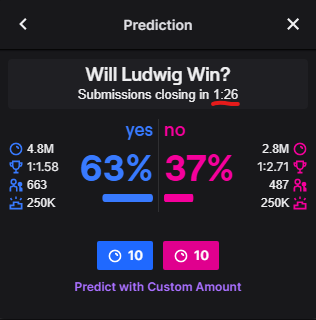 Prediction
Will Ludwig Win?
Submissions closing in 1:26
yes no
4.8M 63% 37% 2.8M
1:1.58 1:2.71
663 487
250K 250K
10 10
Predict with Custom Amount